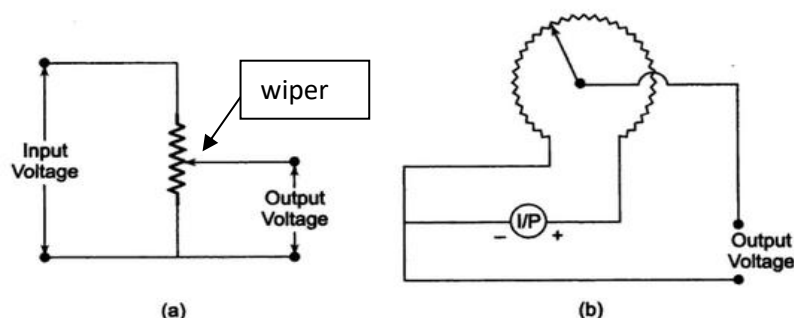 wiper
Input
Voltage
Output
Voltage
(a)
I/P
– +
Output
Voltage
(b)